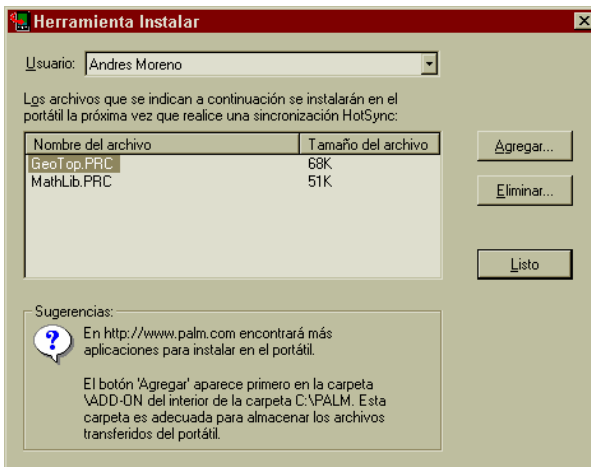 Herramienta Instalar
Usuario: Andres Moreno
Los archivos que se indican a continuación se instalarán en el
portátil la próxima vez que realice una sincronización HotSync:
Nombre del archivo Tamaño del archivo
GeoTop.PRC 68K
MathLib.PRC 51K
Agregar...
Eliminar...
Listo
Sugerencias:
En http://www.palm.com encontrará más
aplicaciones para instalar en el portátil.
El botón 'Agregar' aparece primero en la carpeta
\ADD-ON del interior de la carpeta C:\PALM. Esta
carpeta es adecuada para almacenar los archivos
transferidos del portátil.